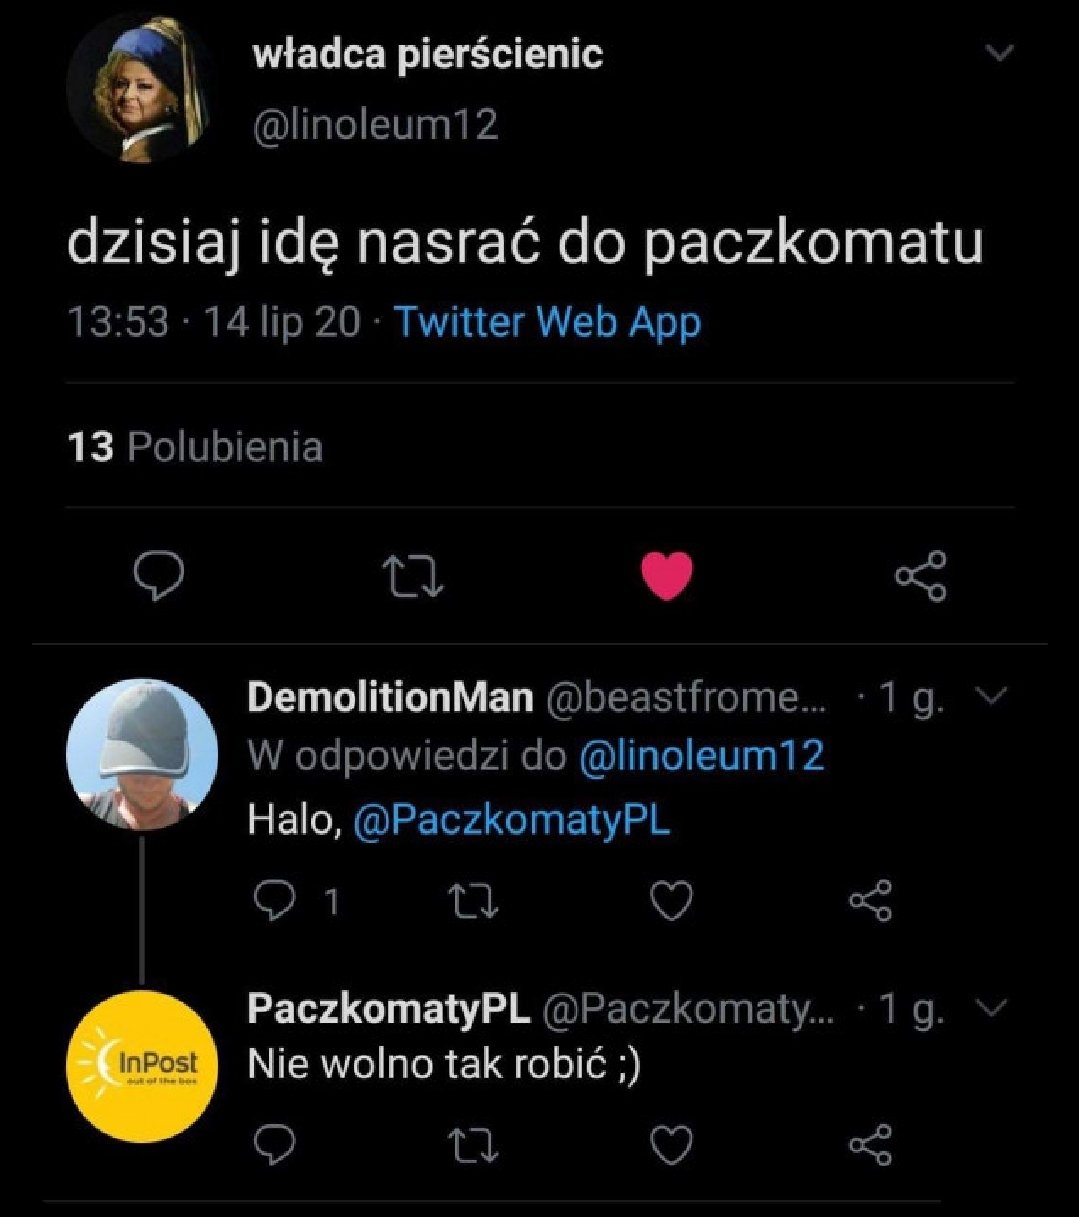 władca pierścienic
@linoleum12
dzisiaj idę nasrać do paczkomatu
13:53 · 14 lip 20 · Twitter Web App
13 Polubienia
DemolitionMan @beastfrome... · 1 g.
W odpowiedzi do @linoleum12
Halo, @PaczkomatyPL
1
PaczkomatyPL @Paczkomaty... · 1 g.
Nie wolno tak robić ;)
InPost
out of the box